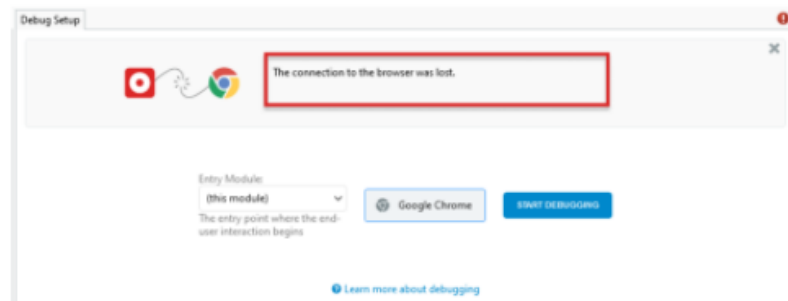 Debug Setup
The connection to the browser was lost.
Entry Module:
(this module)
Google Chrome
START DEBUGGING
The entry point where the end-
user interaction begins
Learn more about debugging